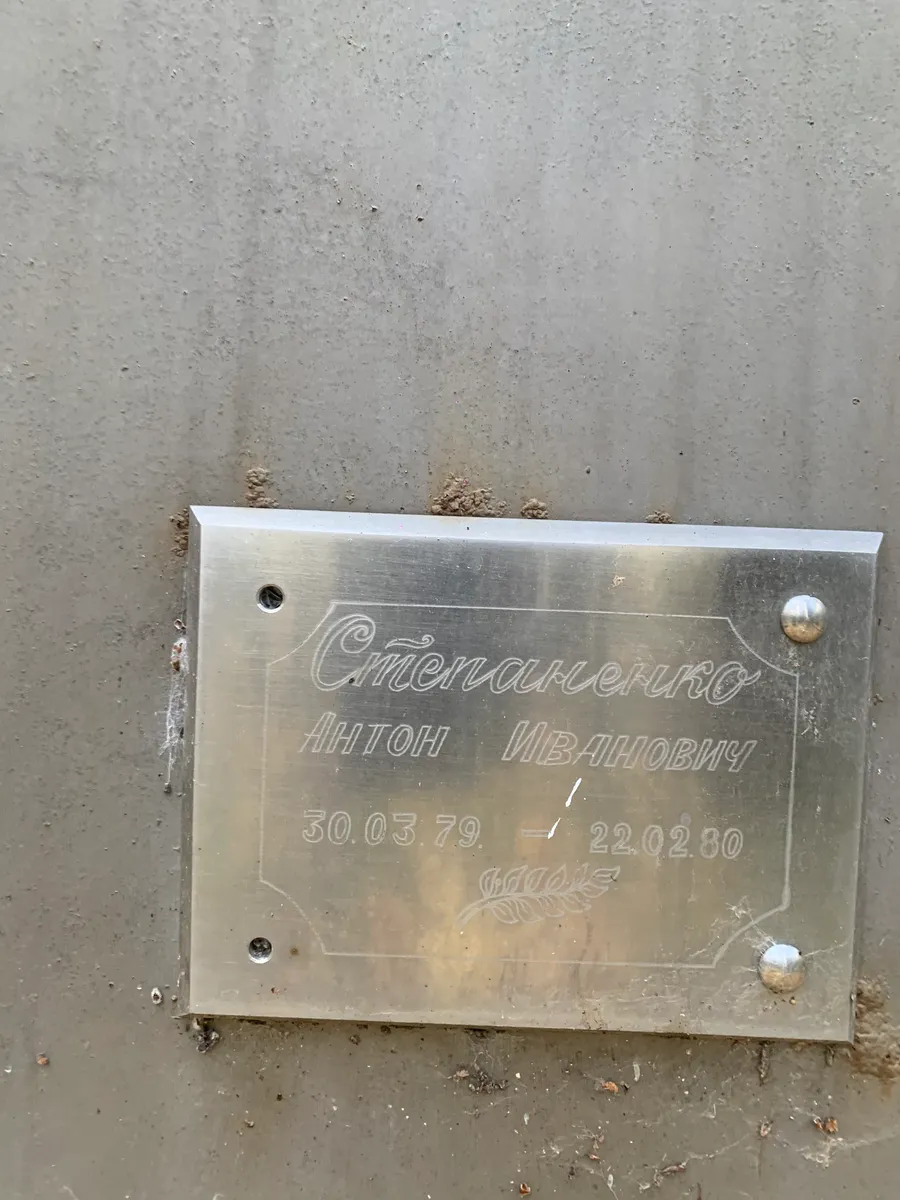 Степаненко
Антон Иванович
30.03.79. — 22.02.80